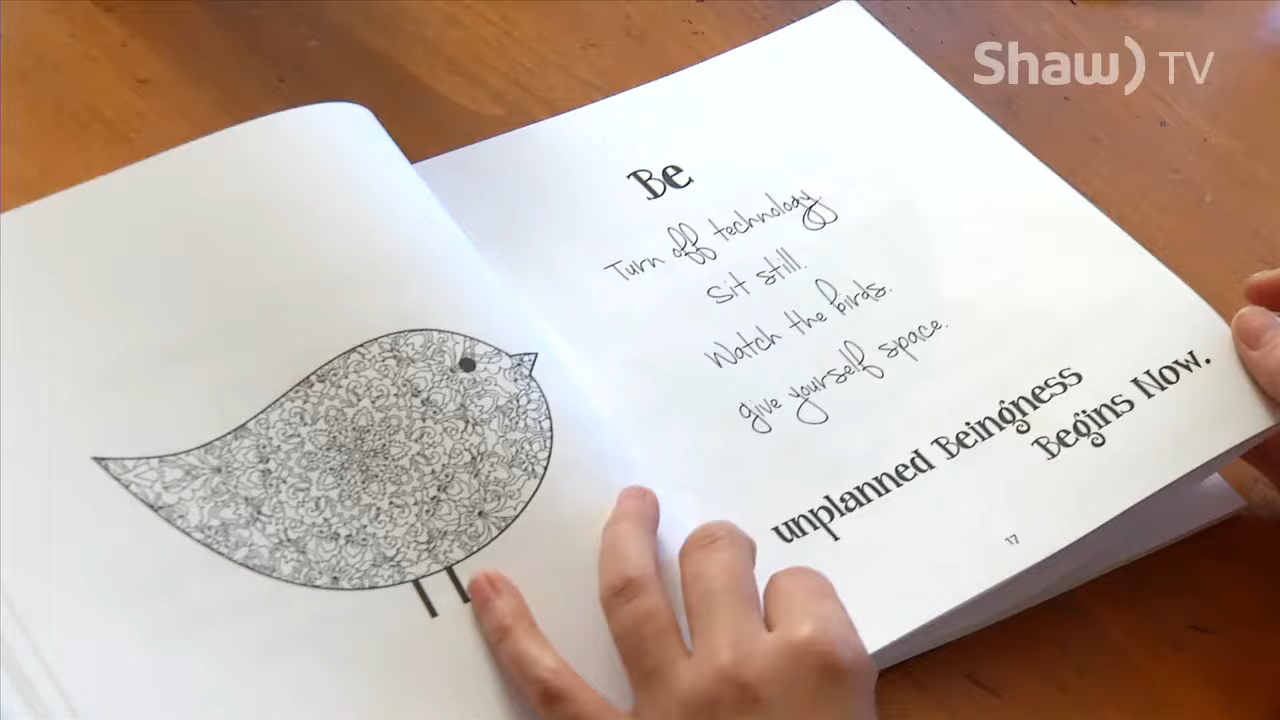 Shaw) TV
Be
Turn off technology
Sit still.
Watch the birds.
give yourself space.
unplanned Beingness
Begins Now.
17